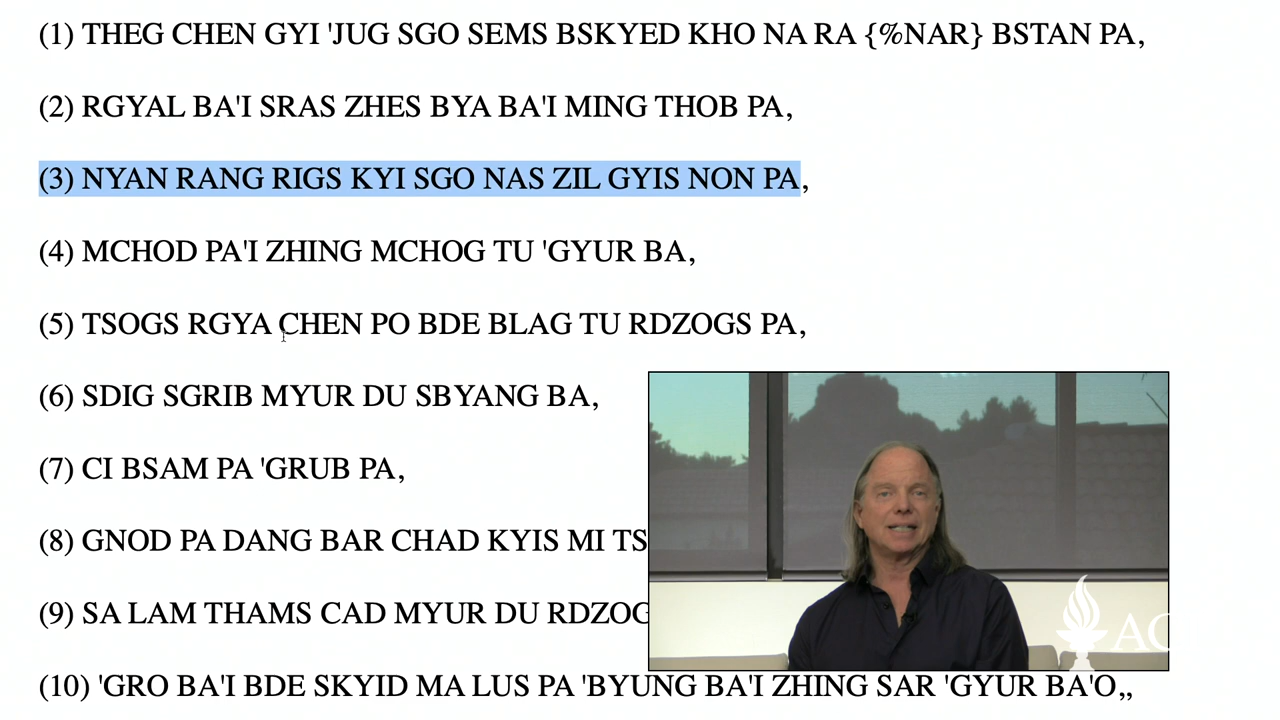 (1) THEG CHEN GYI 'JUG SGO SEMS BSKYED KHO NA RA {%NAR} BSTAN PA,
(2) RGYAL BA'I SRAS ZHES BYA BA'I MING THOB PA,
(3) NYAN RANG RIGS KYI SGO NAS ZIL GYIS NON PA,
(4) MCHOD PA'I ZHING MCHOG TU 'GYUR BA,
(5) TSOGS RGYA CHEN PO BDE BLAG TU RDZOGS PA,
(6) SDIG SGRIB MYUR DU SBYANG BA,
(7) CI BSAM PA 'GRUB PA,
(8) GNOD PA DANG BAR CHAD KYIS MI TS
(9) SA LAM THAMS CAD MYUR DU RDZOG
(10) 'GRO BA'I BDE SKYID MA LUS PA 'BYUNG BA'I ZHING SAR 'GYUR BA'O,,